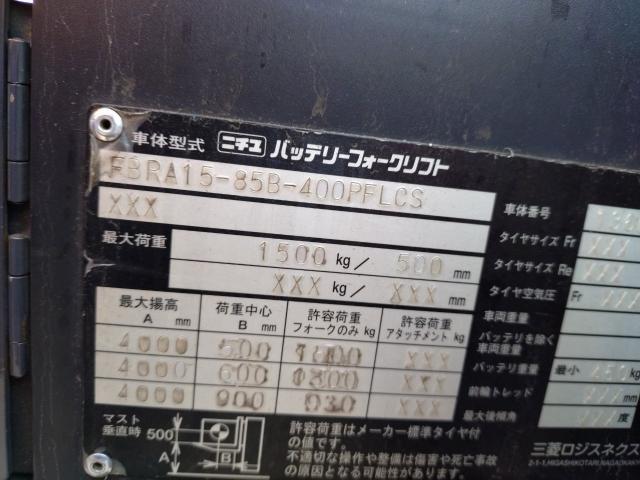 車体型式 ニチユ バッテリーフォークリフト
FBRA15-85B-400PFLCS
XXX
最大荷重 1500 kg/ 500 mm
XXX kg/ XXX mm
最大揚高 A mm 荷重中心 B mm 許容荷重 フォークのみ kg 許容荷重 アタッチメント kg
4000 500 XXX
4000 600 XXX
4000 900 930 XXX
マスト垂直時 500 A B
許容荷重はメーカー標準タイヤ付
の値です。
不適切な操作や整備は傷害や死亡事故
の原因となる可能性があります。
車体番号
タイヤサイズ Fr XXX
タイヤサイズ Re XXX
タイヤ空気圧 Fr
車両重量
バッテリを除く
車両重量
バッテリ重量 最小 kg
前輪トレッド mm
最大後傾角 度
三菱ロジスネクス
2-1-1, HIGASHIKOTARI, NAGAOKAKY